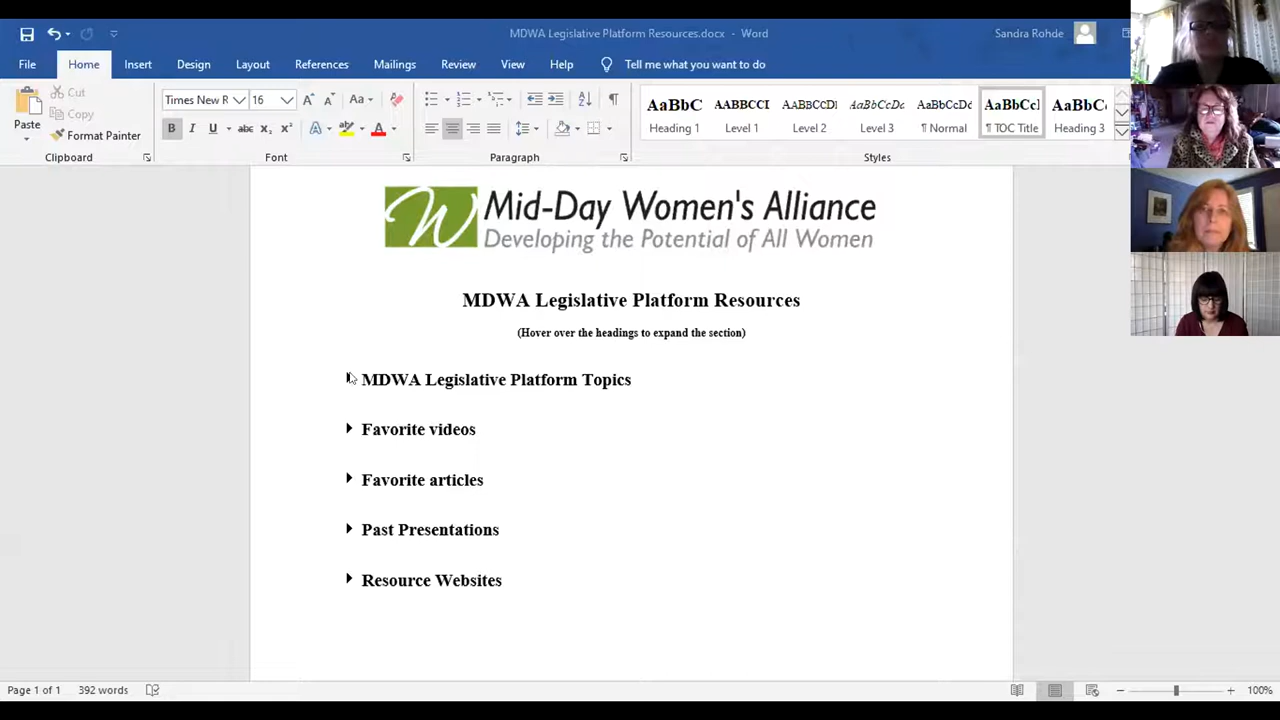 MDWA Legislative Platform Resources.docx - Word
Sandra Rohde
File Home Insert Design Layout References Mailings Review View Help Tell me what you want to do
Paste
Cut
Copy
Format Painter
Clipboard
Times New R 16
Font
Paragraph
AaBbC AABBCCI AABBCCDI AaBbCcDc AaBbCcDc AaBbCcI AaBbC
Heading 1 Level 1 Level 2 Level 3 ¶ Normal ¶ TOC Title Heading 3
Styles
W
Mid-Day Women's Alliance
Developing the Potential of All Women
MDWA Legislative Platform Resources
(Hover over the headings to expand the section)
MDWA Legislative Platform Topics
Favorite videos
Favorite articles
Past Presentations
Resource Websites
Page 1 of 1 392 words
100%